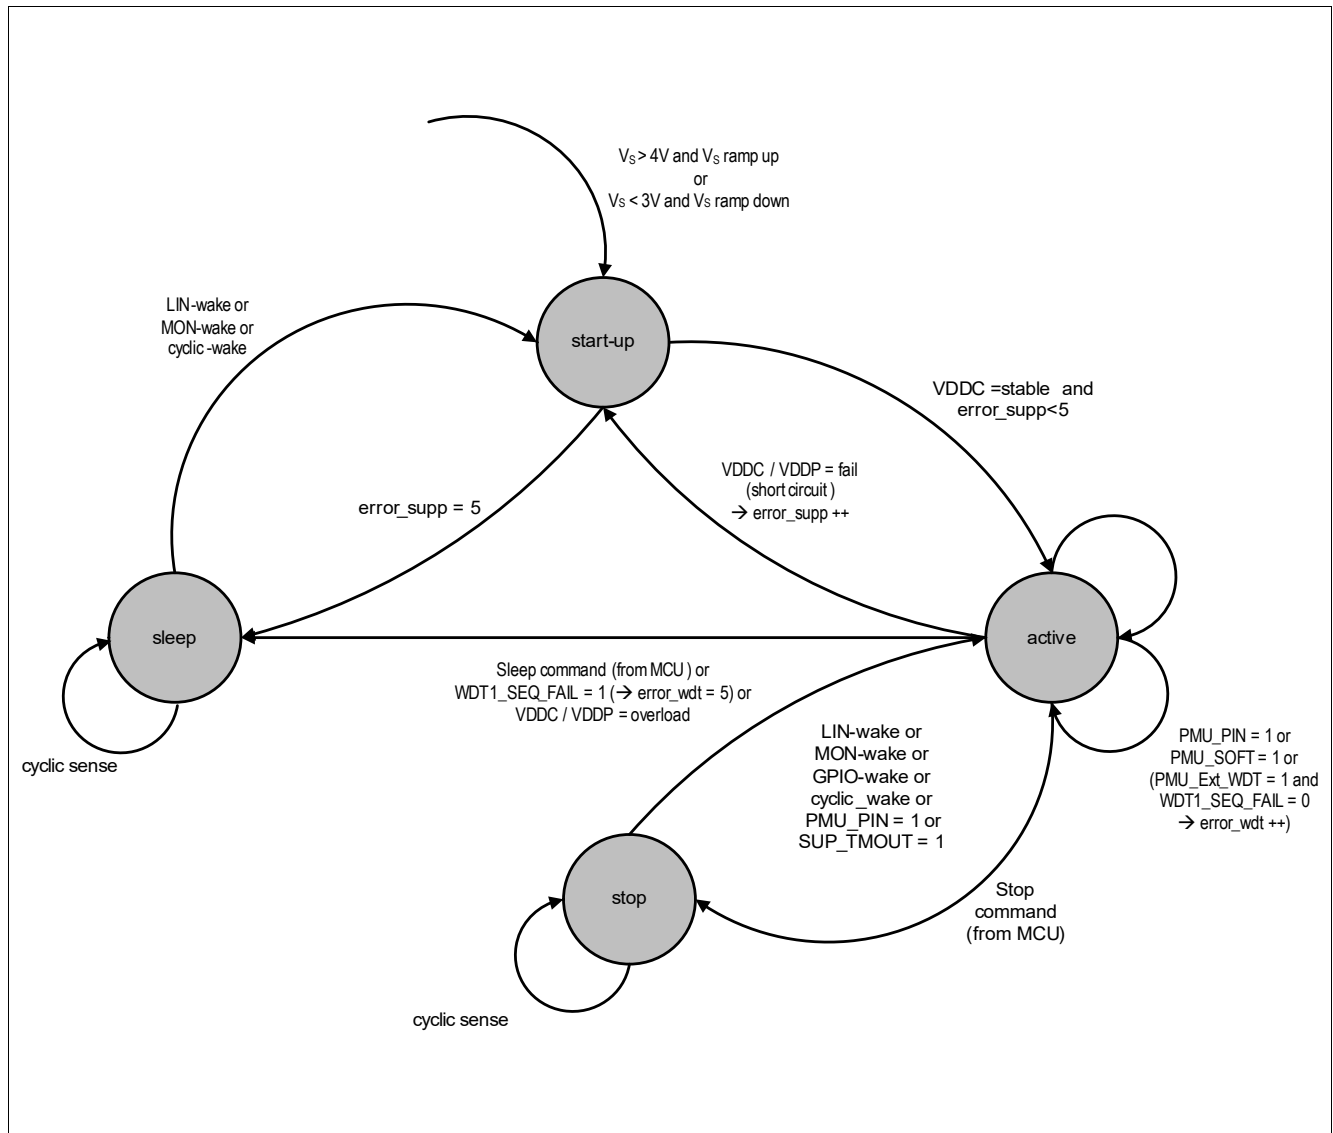 Vs > 4V and Vs ramp up
or
Vs < 3V and Vs ramp down
LIN-wake or
MON-wake or
cyclic -wake
start-up
VDDC =stable and
error_supp<5
VDDC / VDDP = fail
(short circuit )
→ error_supp ++
error_supp = 5
sleep
active
Sleep command (from MCU ) or
WDT1_SEQ_FAIL = 1 (→ error_wdt = 5) or
VDDC / VDDP = overload
cyclic sense
LIN-wake or
MON-wake or
GPIO-wake or
cyclic _wake or
PMU_PIN = 1 or
SUP_TMOUT = 1
PMU_PIN = 1 or
PMU_SOFT = 1 or
(PMU_Ext_WDT = 1 and
WDT1_SEQ_FAIL = 0
→ error_wdt ++)
stop
Stop
command
(from MCU)
cyclic sense